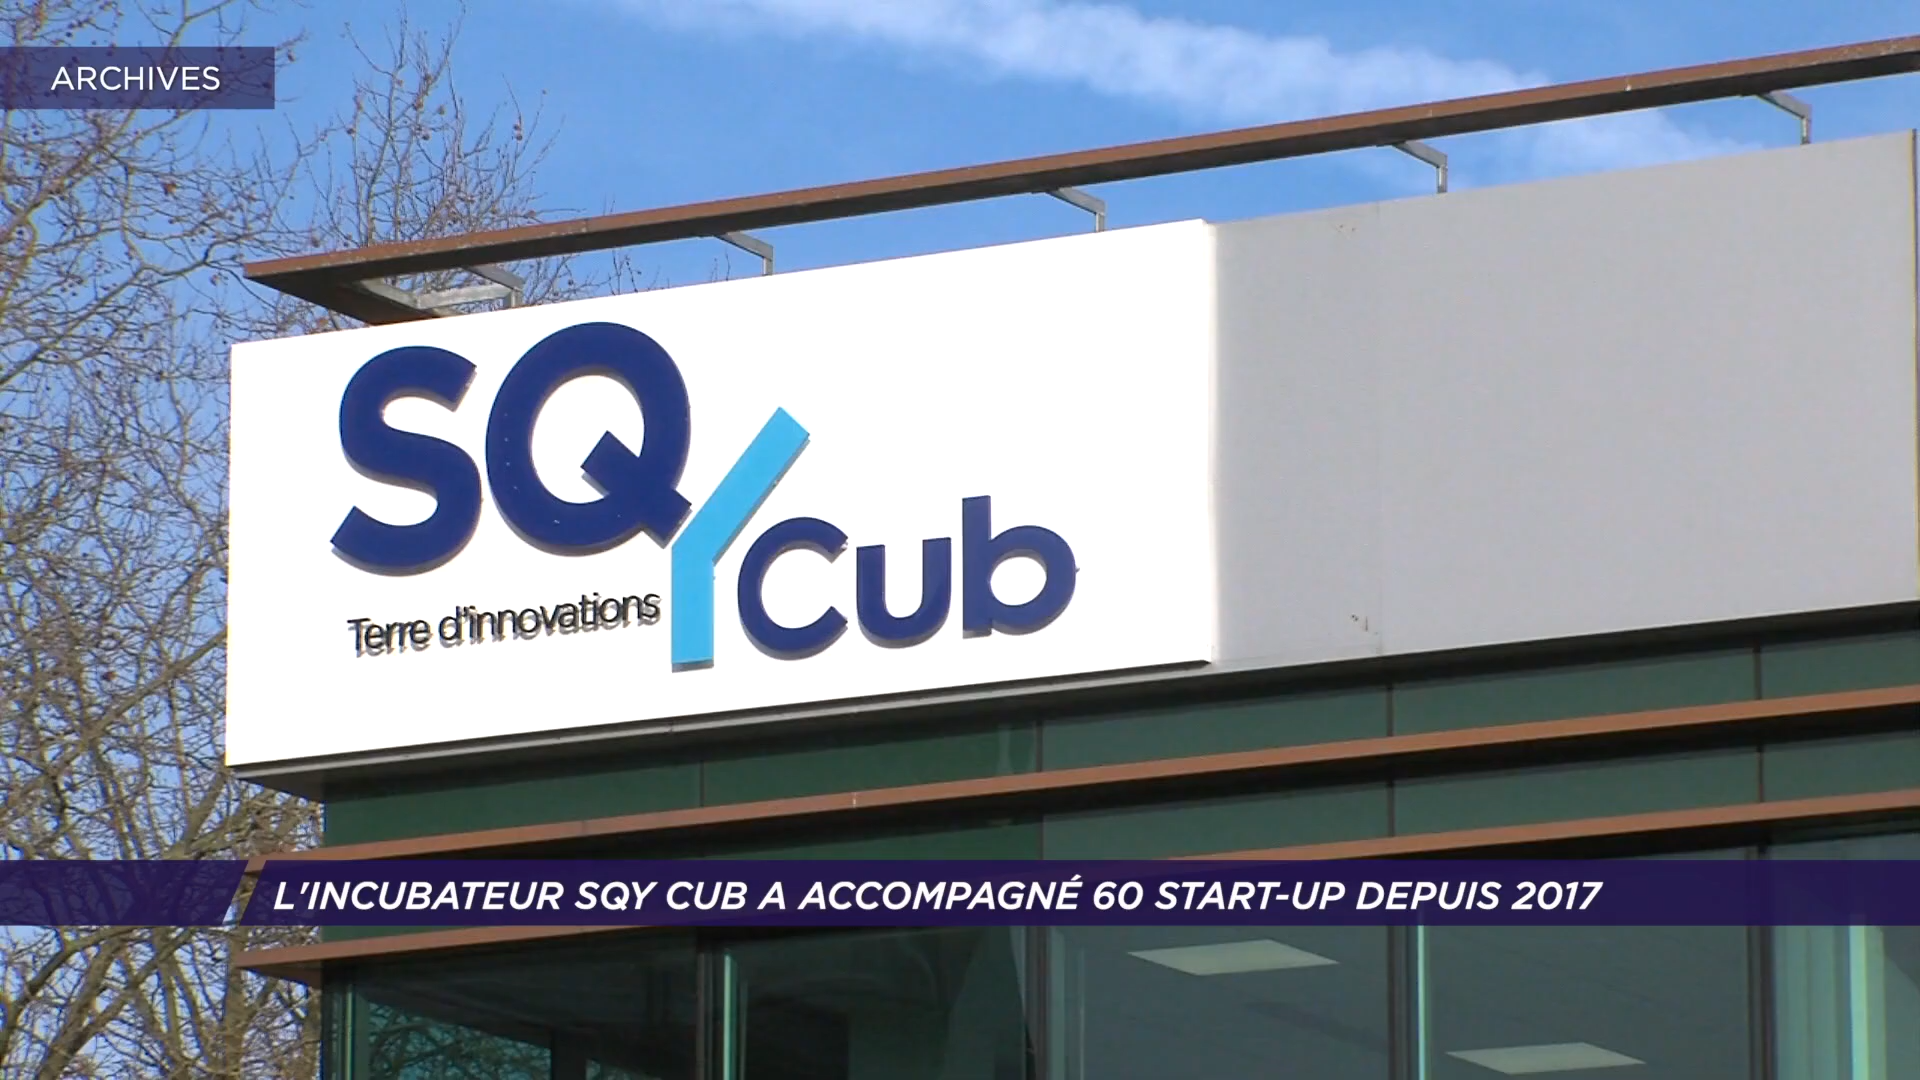 ARCHIVES
SQY Cub
Terre d'innovations
L'INCUBATEUR SQY CUB A ACCOMPAGNÉ 60 START-UP DEPUIS 2017